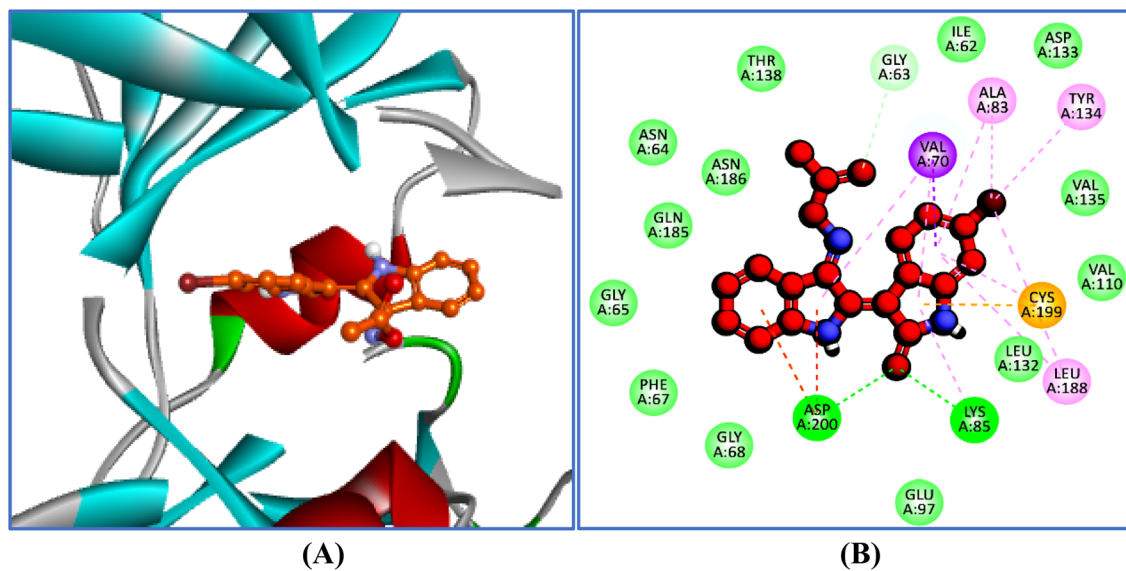 ILE
A:62
ASP
A:133
THR
A:138
GLY
A:63
ALA
A:83
TYR
A:134
ASN
A:64
VAL
A:70
ASN
A:186
VAL
A:135
GLN
A:185
VAL
A:110
GLY
A:65
CYS
A:199
LEU
A:132
LEU
A:188
PHE
A:67
ASP
A:200
LYS
A:85
GLY
A:68
GLU
A:97
(A)
(B)